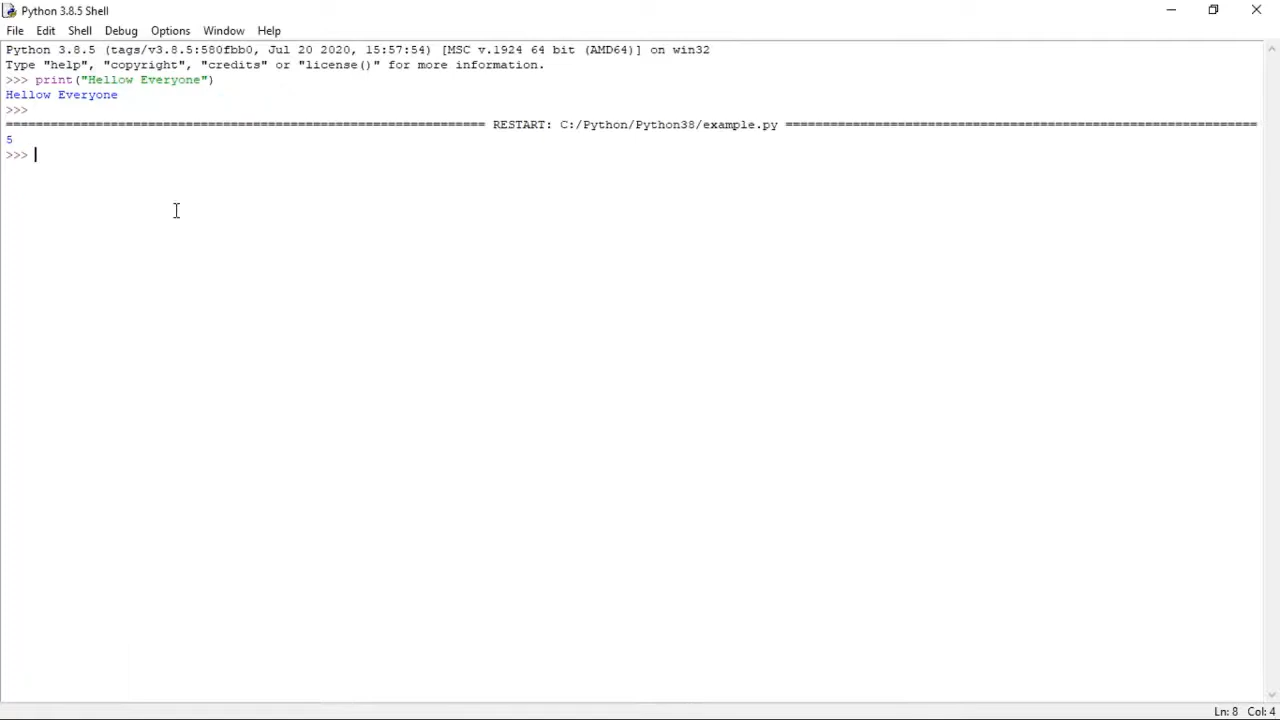 Python 3.8.5 Shell
File Edit Shell Debug Options Window Help
Python 3.8.5 (tags/v3.8.5:580fbb0, Jul 20 2020, 15:57:54) [MSC v.1924 64 bit (AMD64)] on win32
Type "help", "copyright", "credits" or "license()" for more information.
>>> print("Hellow Everyone")
Hellow Everyone
>>>
================================================================ RESTART: C:/Python/Python38/example.py ===============================================================
5
>>>
Ln: 8 Col: 4